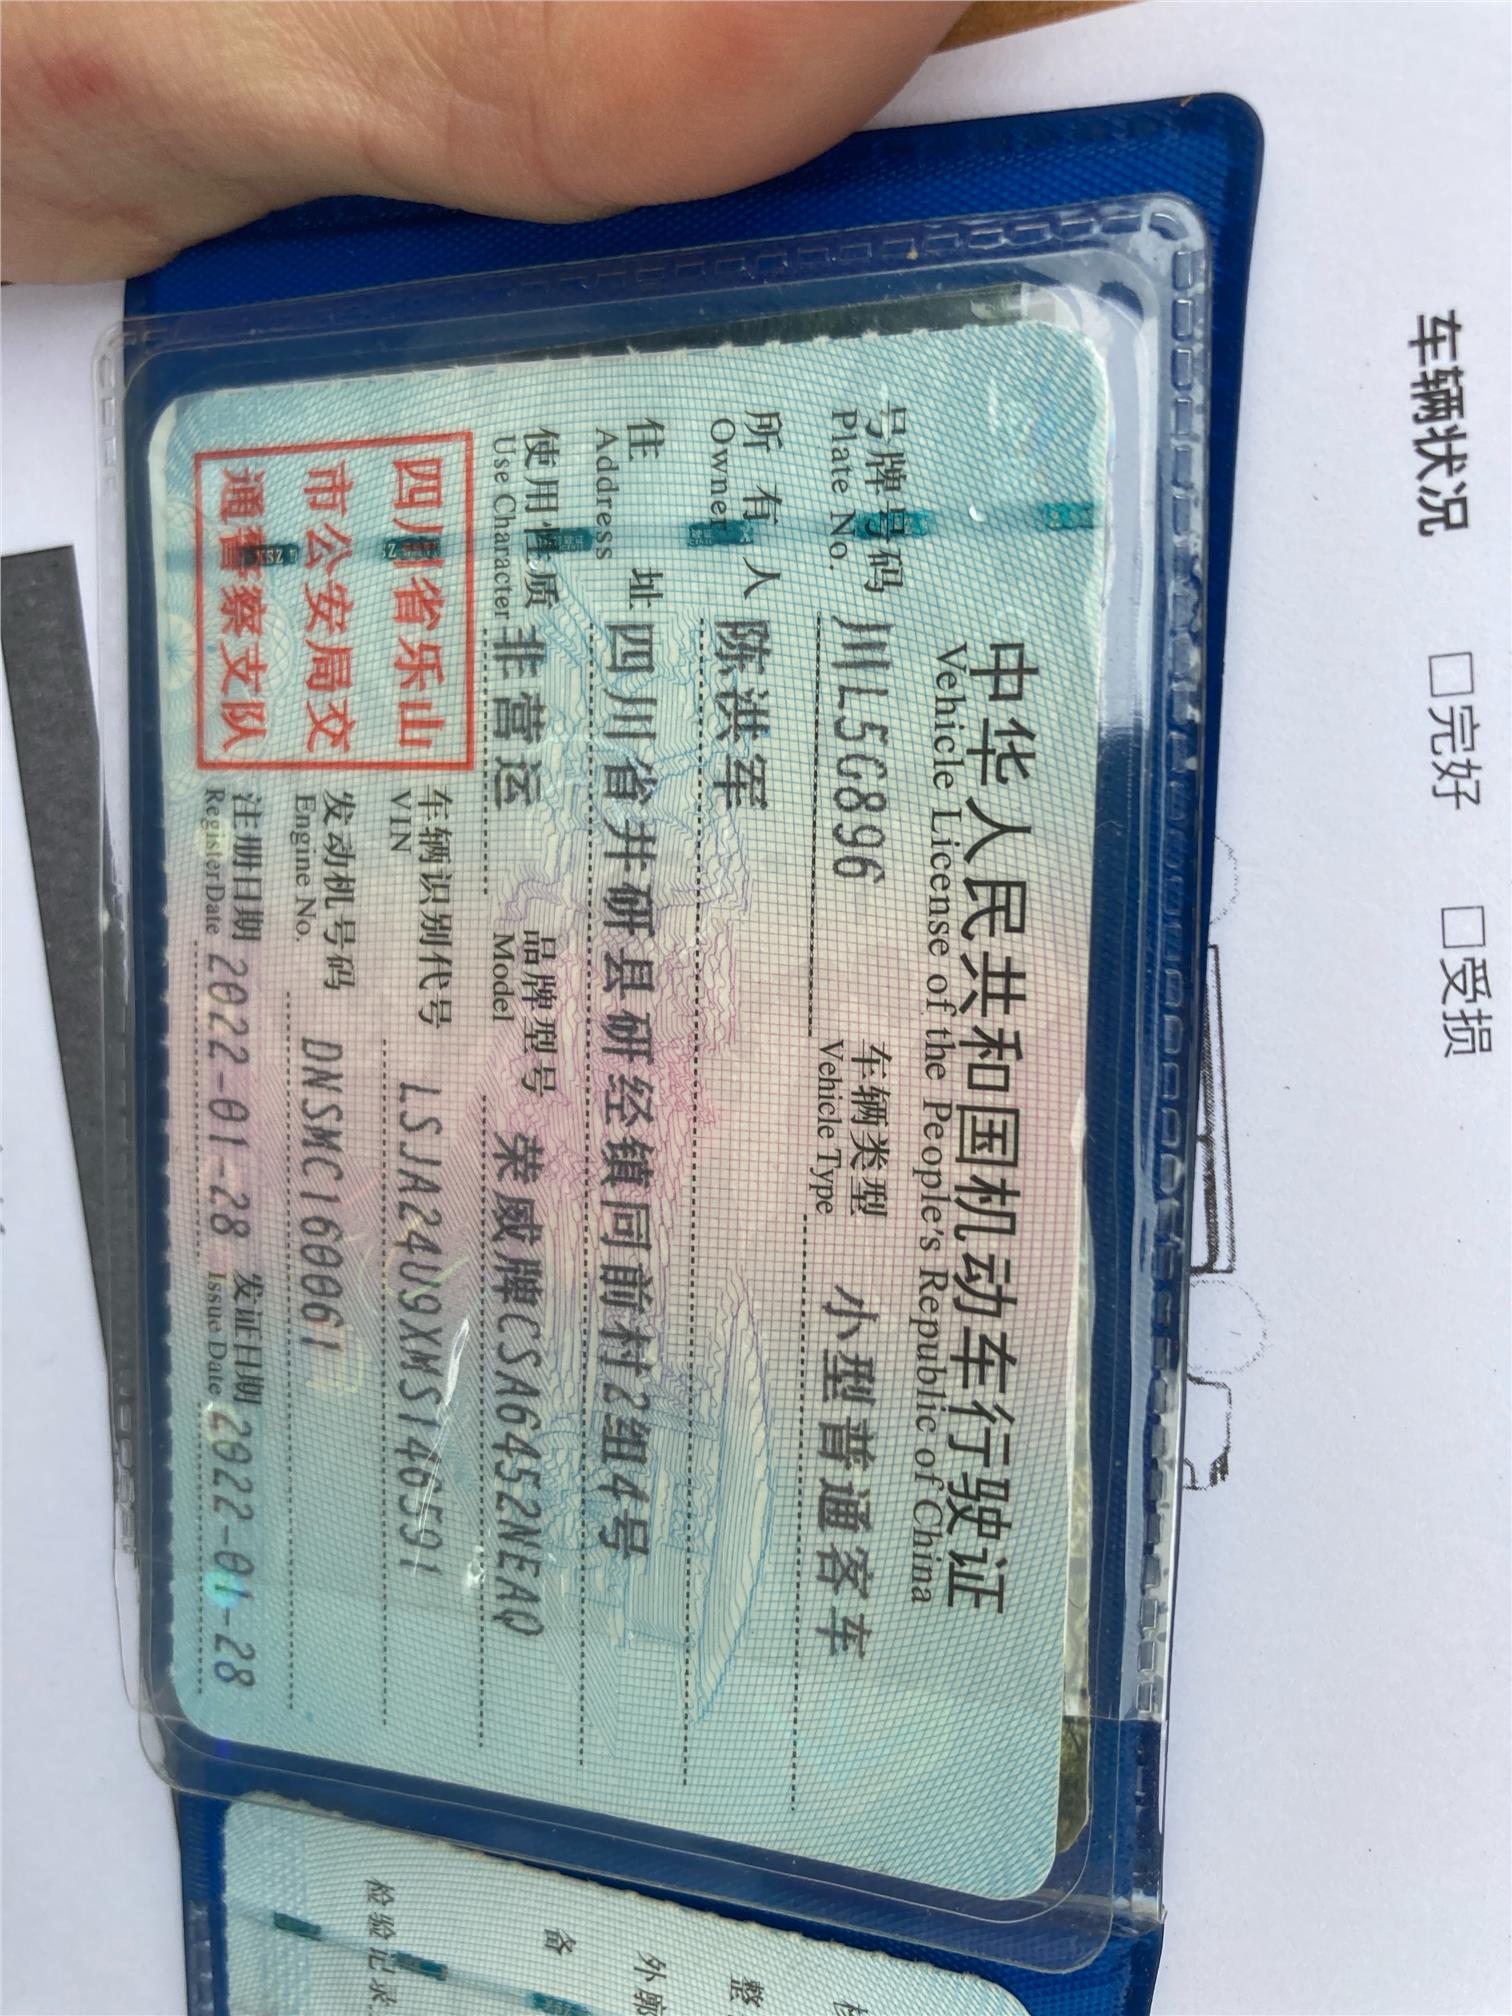 中华人民共和国机动车行驶证
Vehicle License of the People's Republic of China
号牌号码 川L5G896 车辆类型 小型普通客车
Plate No. Vehicle Type
所有人 陈洪军
Owner
住址 四川省井研县研经镇同前村2组4号
Address
使用性质 非营运 品牌型号 荣威牌CSA6452NEAQ
Use Character Model
四川省乐山
市公安局交
通警察支队
车辆识别代号 LSJA24U9XMS146591
VIN
发动机号码 DNSMC160061
Engine No.
注册日期 2022-01-28 发证日期 2022-01-28
Register Date Issue Date
车辆状况 □完好 □受损
整
外廓
备
检验记录